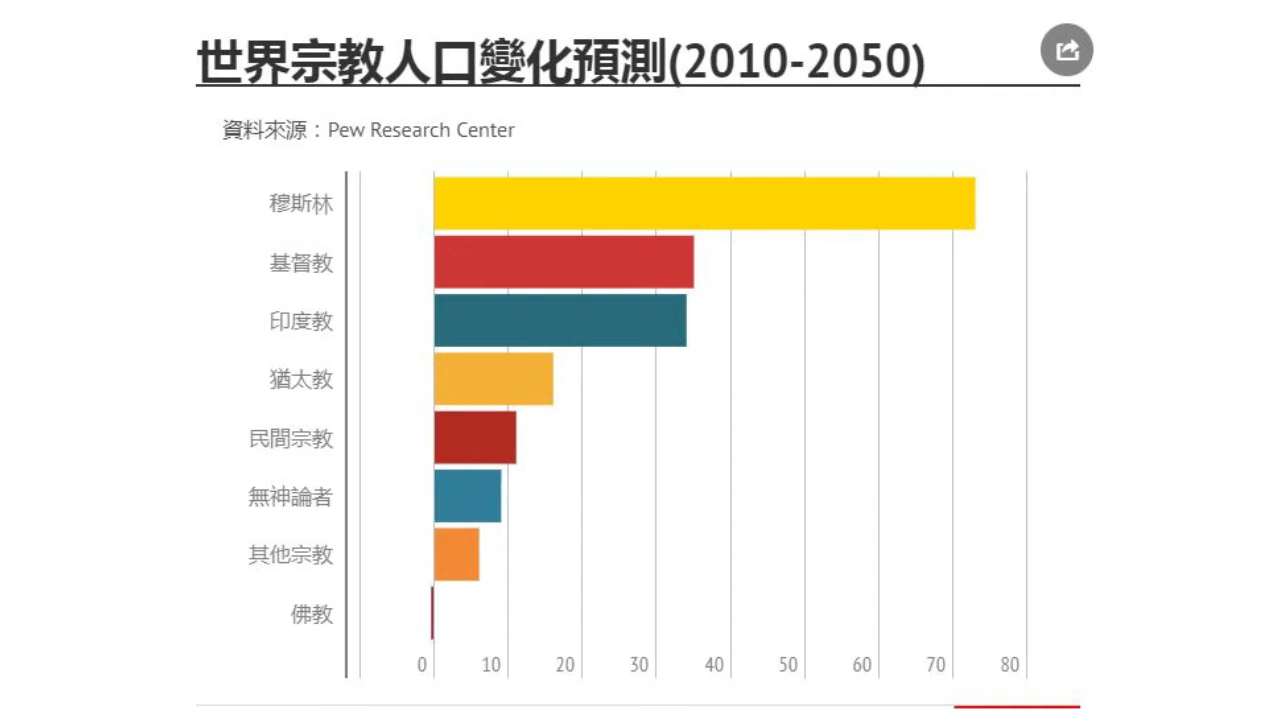 世界宗教人口變化預測(2010-2050)
資料來源：Pew Research Center
穆斯林
基督教
印度教
猶太教
民間宗教
無神論者
其他宗教
佛教
0 10 20 30 40 50 60 70 80